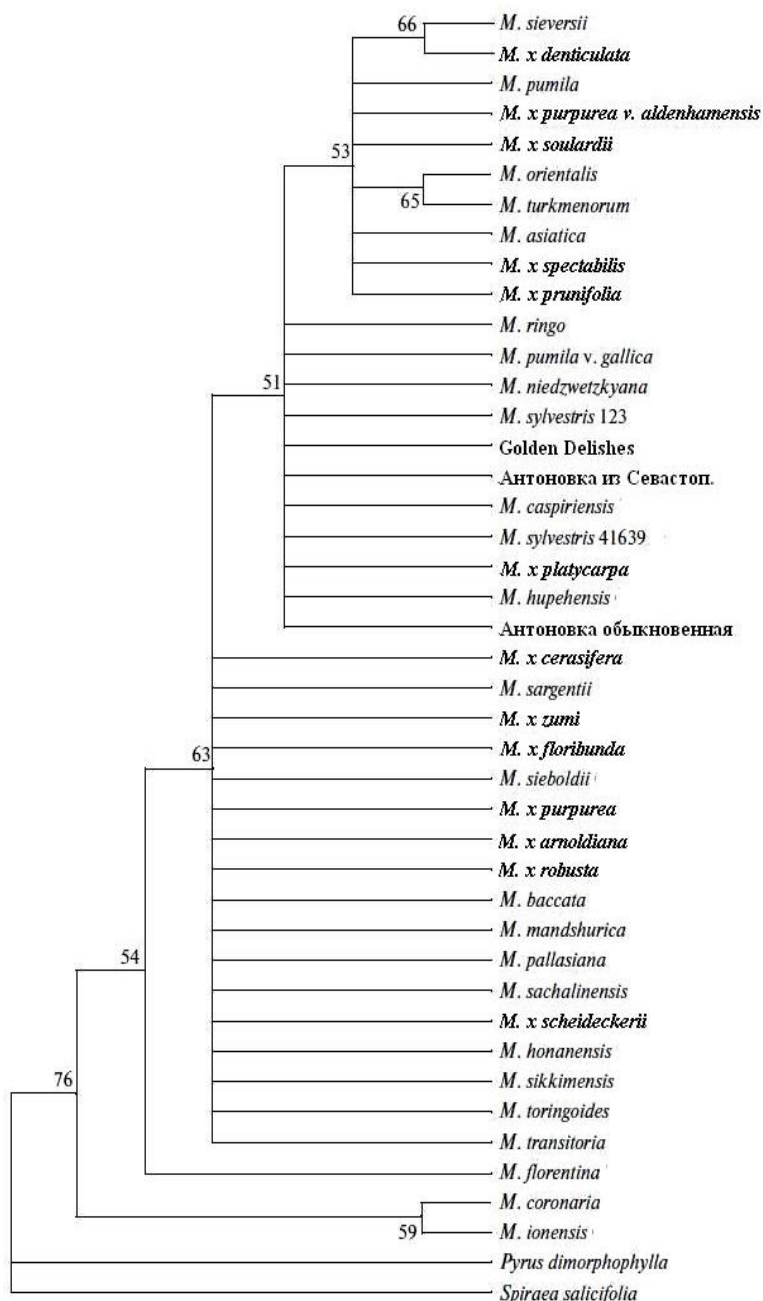 66
M. sieversii
M. x denticulata
M. pumila
M. x purpurea v. aldenhamensis
53
M. x soulardii
M. orientalis
65
M. turkmenorum
M. asiatica
M. x spectabilis
M. x prunifolia
M. ringo
M. pumila v. gallica
51
M. niedzwetzkyana
M. sylvestris 123
Golden Delishes
Антоновка из Севастоп.
M. caspiriensis
M. sylvestris 41639
M. x platycarpa
M. hupehensis
Антоновка обыкновенная
M. x cerasifera
M. sargentii
M. x zumi
63
M. x floribunda
M. sieboldii
M. x purpurea
M. x arnoldiana
M. x robusta
M. baccata
M. mandshurica
54
M. pallasiana
M. sachalinensis
M. x scheideckerii
M. honanensis
76
M. sikkimensis
M. toringoides
M. transitoria
M. florentina
M. coronaria
59
M. ionensis
Pyrus dimorphophylla
Spiraea salicifolia